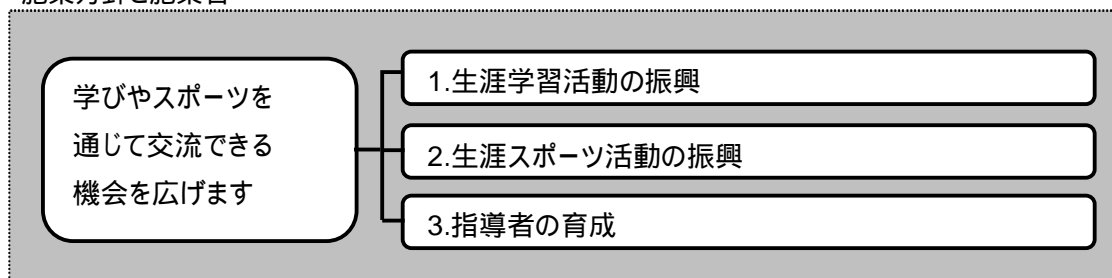 学びやスポーツを
通じて交流できる
機会を広げます
1.生涯学習活動の振興
2.生涯スポーツ活動の振興
3.指導者の育成